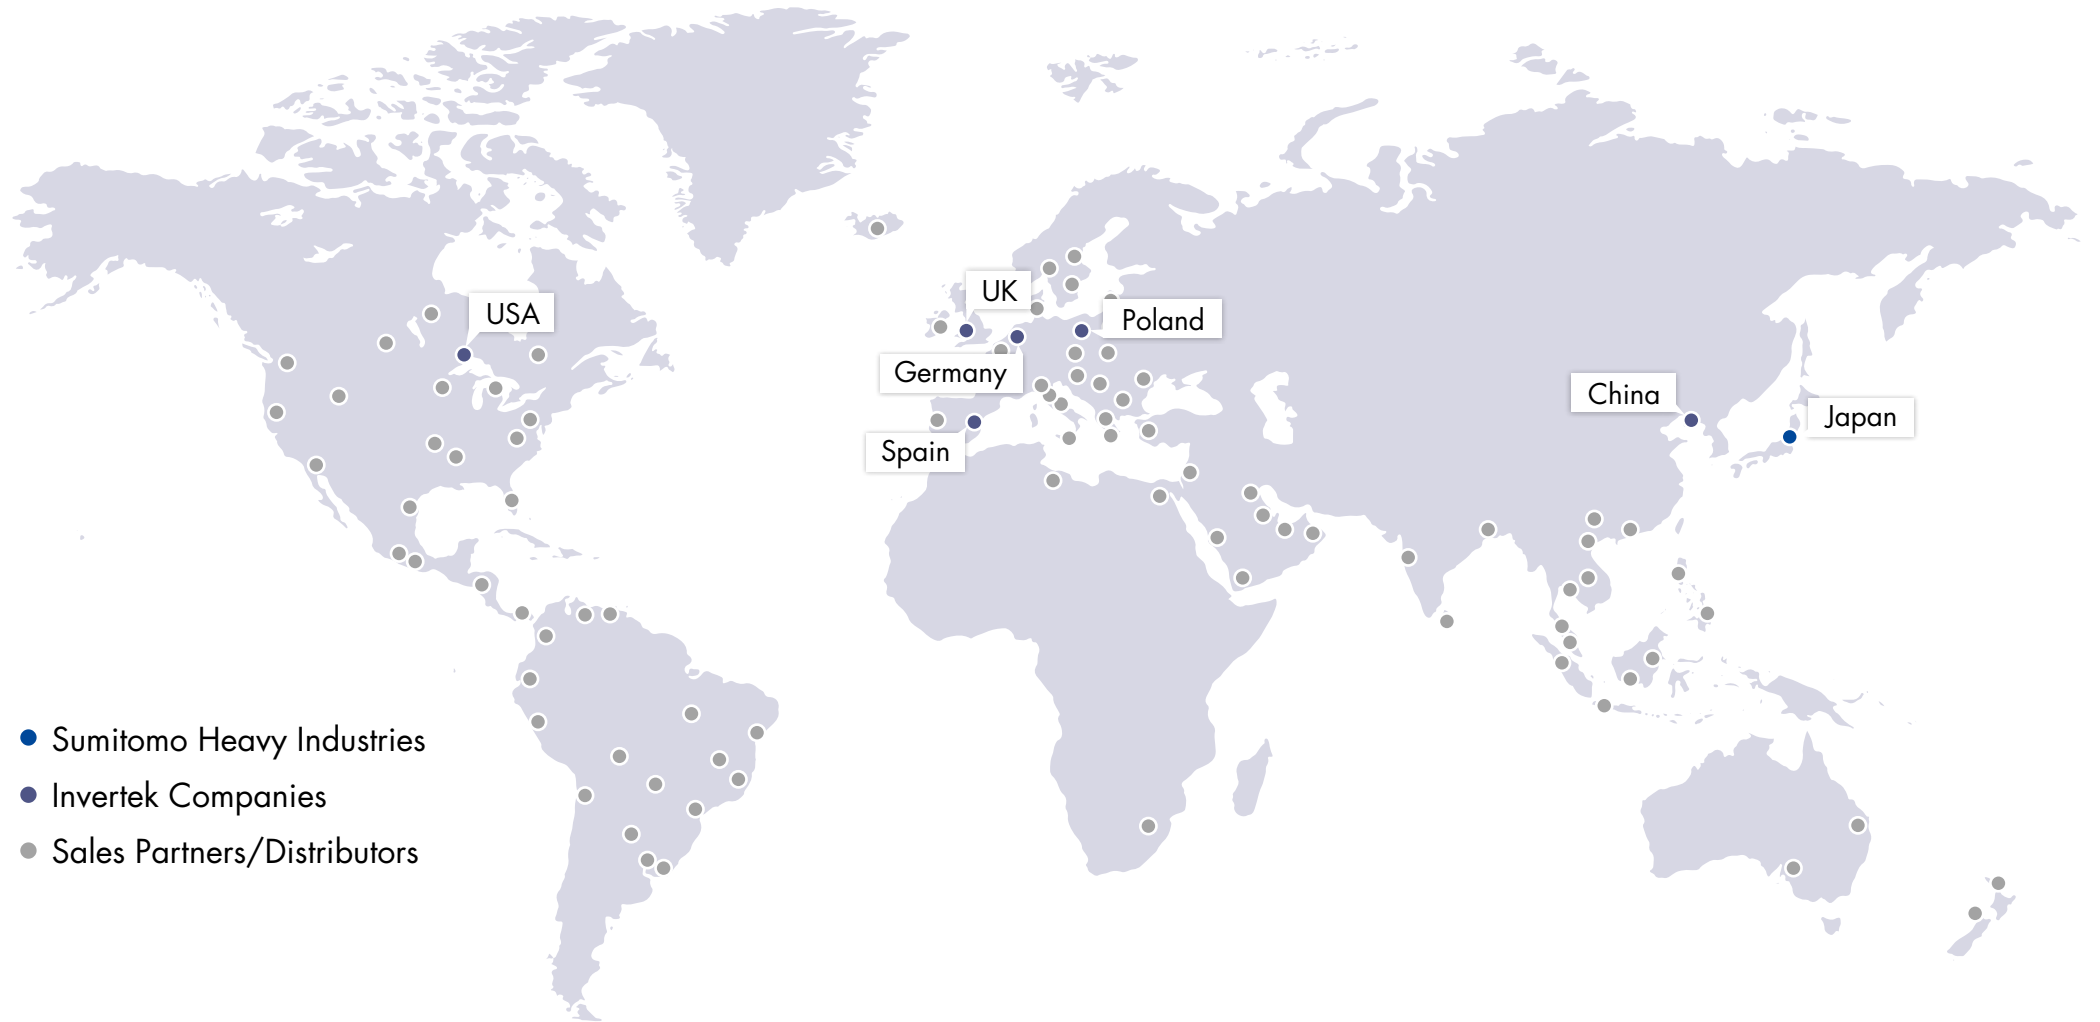 USA
UK
Poland
Germany
Spain
China
Japan
Sumitomo Heavy Industries
Invertek Companies
Sales Partners/Distributors